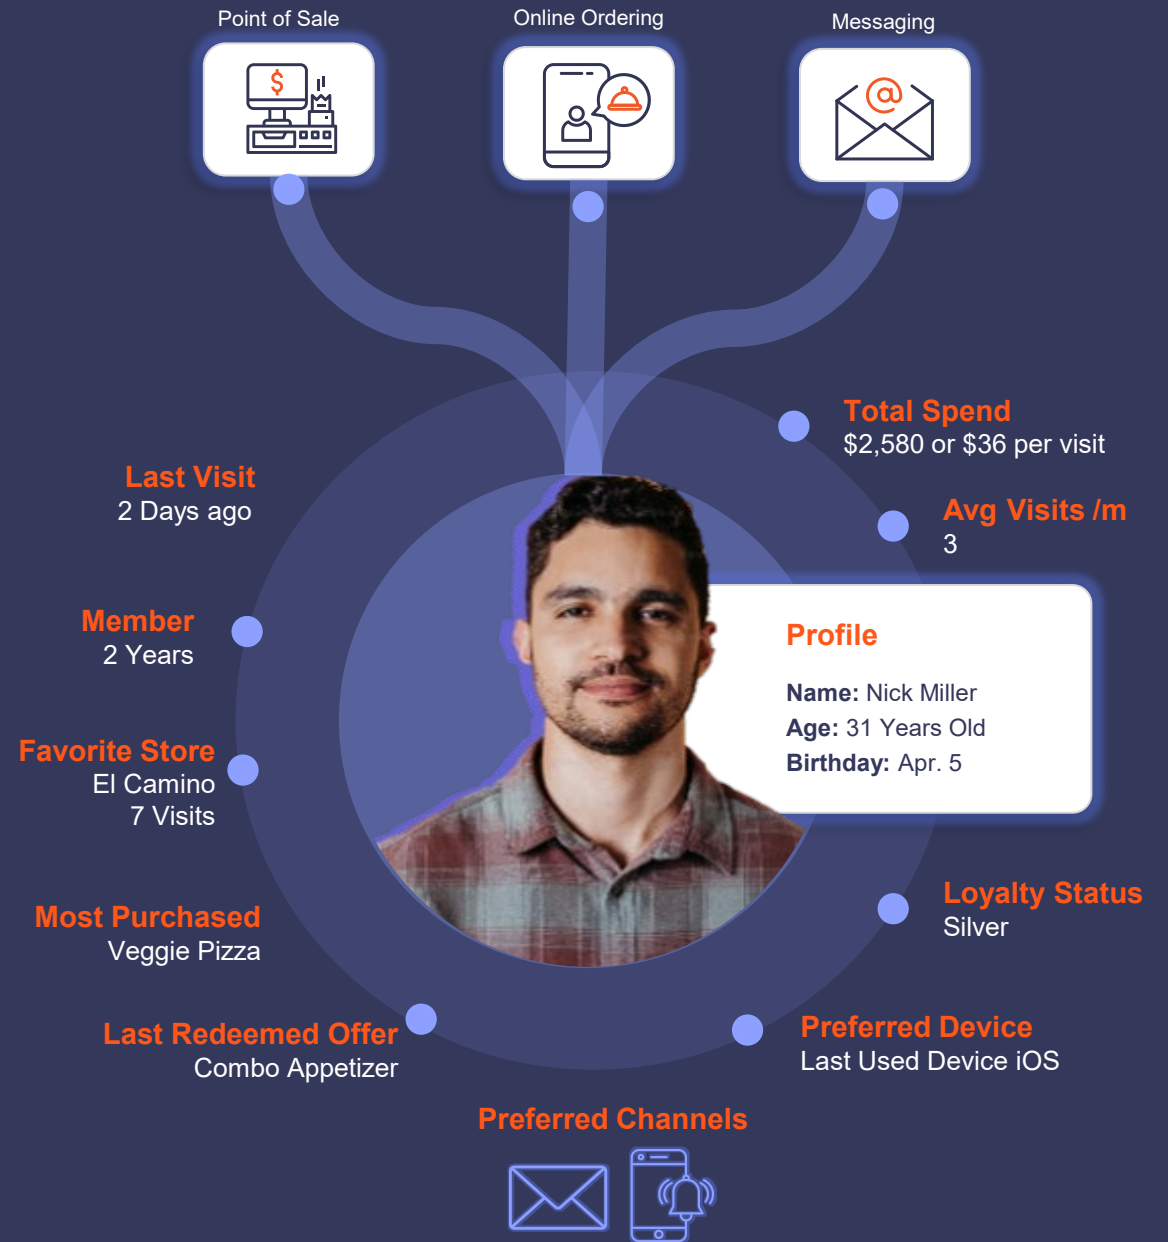 Point of Sale
Online Ordering
Messaging
$
@
Total Spend
$2,580 or $36 per visit
Last Visit
2 Days ago
Avg Visits /m
3
Member
2 Years
Profile
Name: Nick Miller
Age: 31 Years Old
Birthday: Apr. 5
Favorite Store
El Camino
7 Visits
Most Purchased
Veggie Pizza
Loyalty Status
Silver
Last Redeemed Offer
Combo Appetizer
Preferred Device
Last Used Device iOS
Preferred Channels